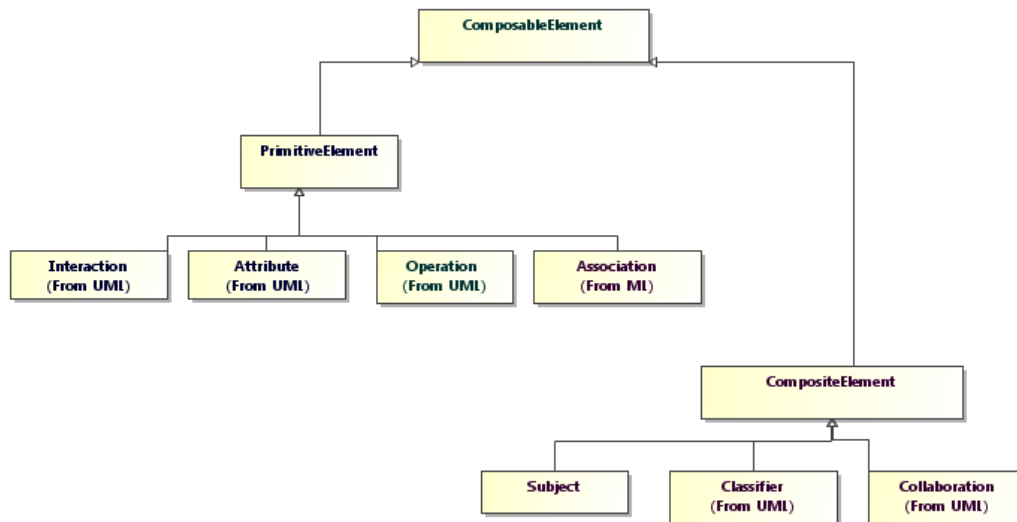 ComposableElement
PrimitiveElement
Interaction
(From UML)
Attribute
(From UML)
Operation
(From UML)
Association
(From ML)
CompositeElement
Subject
Classifier
(From UML)
Collaboration
(From UML)